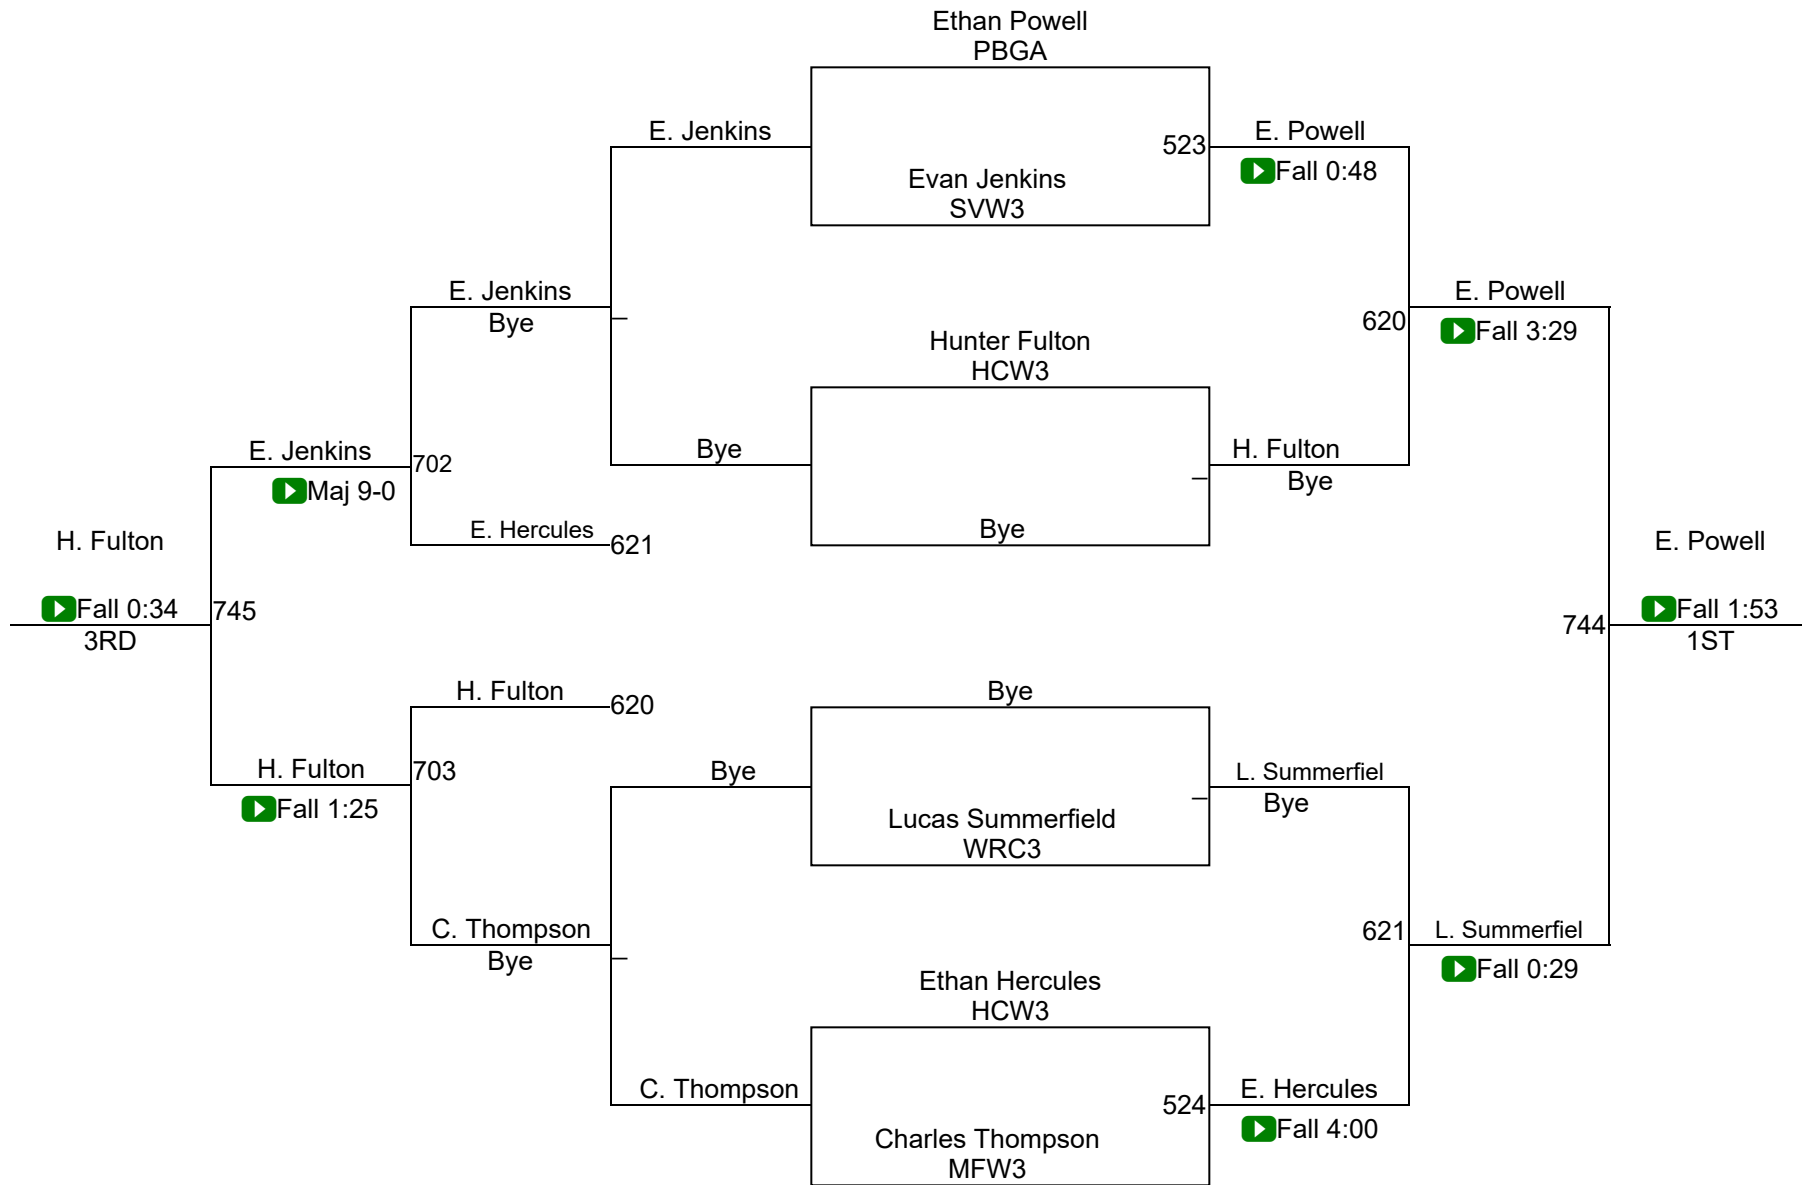 Ethan Powell
PBGA
E. Jenkins
523
E. Powell
Fall 0:48
Evan Jenkins
SVW3
E. Jenkins
Bye
E. Powell
620
Fall 3:29
Hunter Fulton
HCW3
E. Jenkins
702
Maj 9-0
Bye
H. Fulton
Bye
E. Hercules
621
Bye
H. Fulton
E. Powell
Fall 0:34
745
3RD
744
Fall 1:53
1ST
H. Fulton
620
Bye
H. Fulton
703
Fall 1:25
Bye
L. Summerfiel
Bye
Lucas Summerfield
WRC3
C. Thompson
Bye
621
L. Summerfiel
Fall 0:29
Ethan Hercules
HCW3
C. Thompson
524
E. Hercules
Fall 4:00
Charles Thompson
MFW3